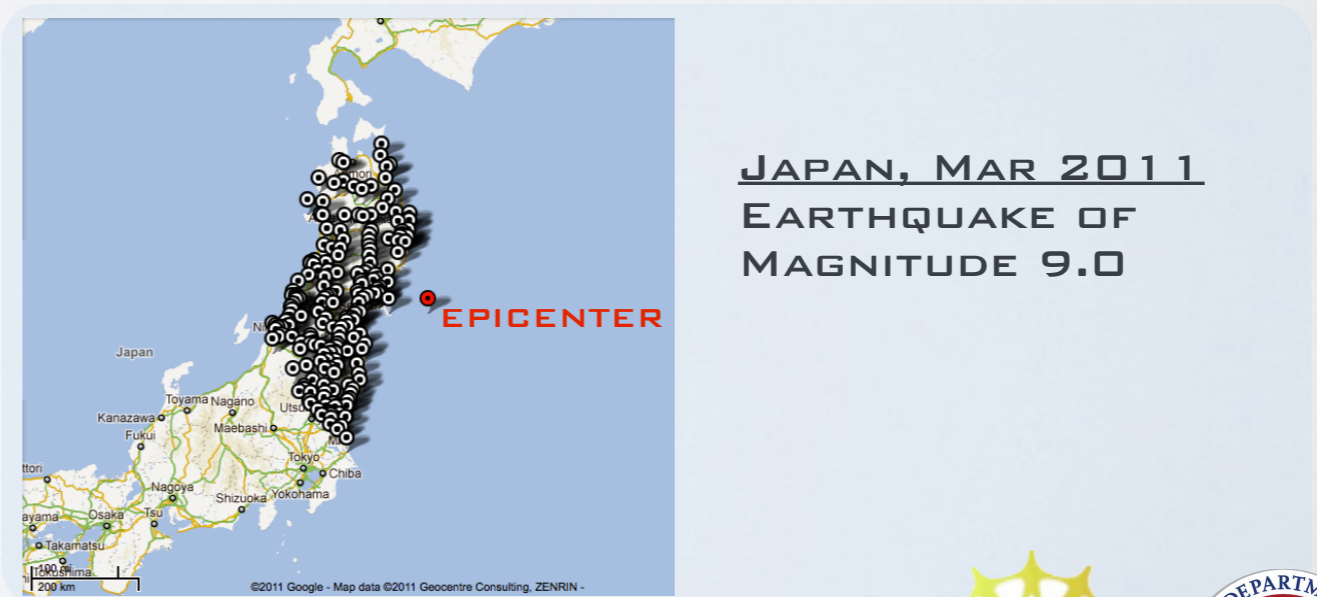 JAPAN, MAR 2011
EARTHQUAKE OF
MAGNITUDE 9.0
EPICENTER
Japan
Toyama
Nagano
Kanazawa
Maebashi
Fukui
Tokyo
Chiba
Nagoya
Shizuoka
Yokohama
Osaka
Tsu
Takamatsu
200 km
©2011 Google - Map data ©2011 Geocentre Consulting, ZENRIN -